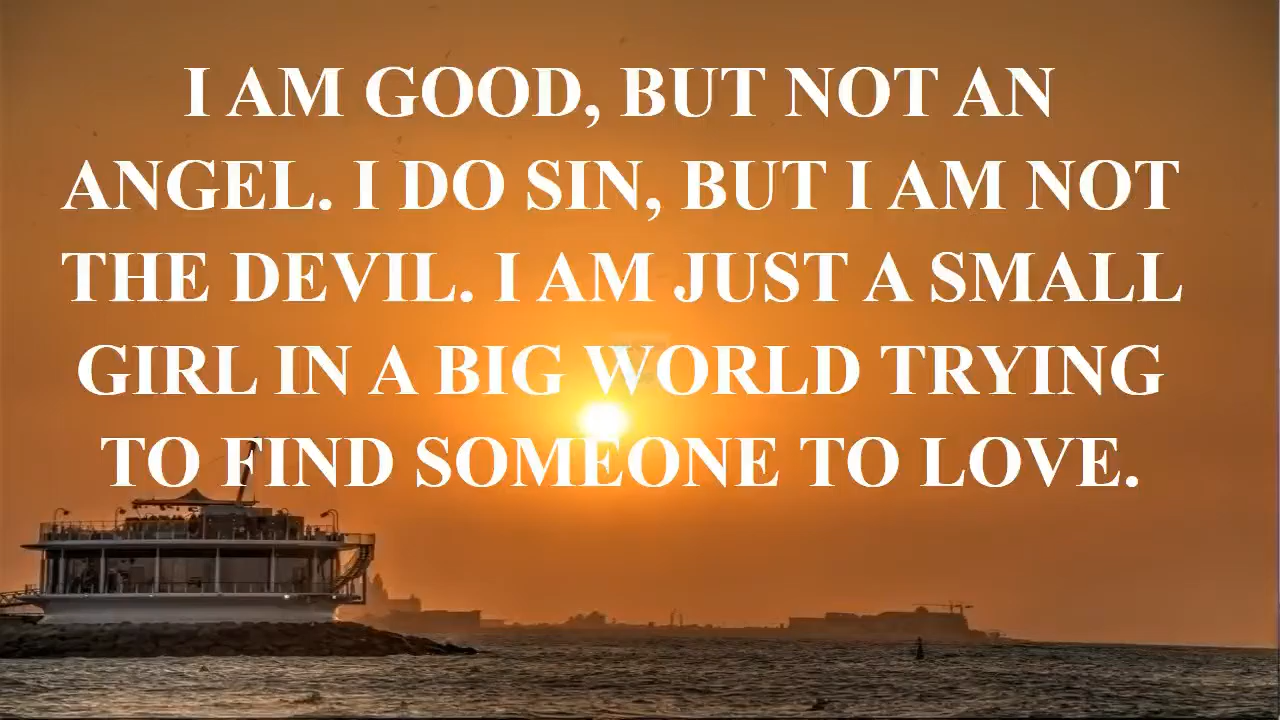 I AM GOOD, BUT NOT AN
ANGEL. I DO SIN, BUT I AM NOT
THE DEVIL. I AM JUST A SMALL
GIRL IN A BIG WORLD TRYING
TO FIND SOMEONE TO LOVE.